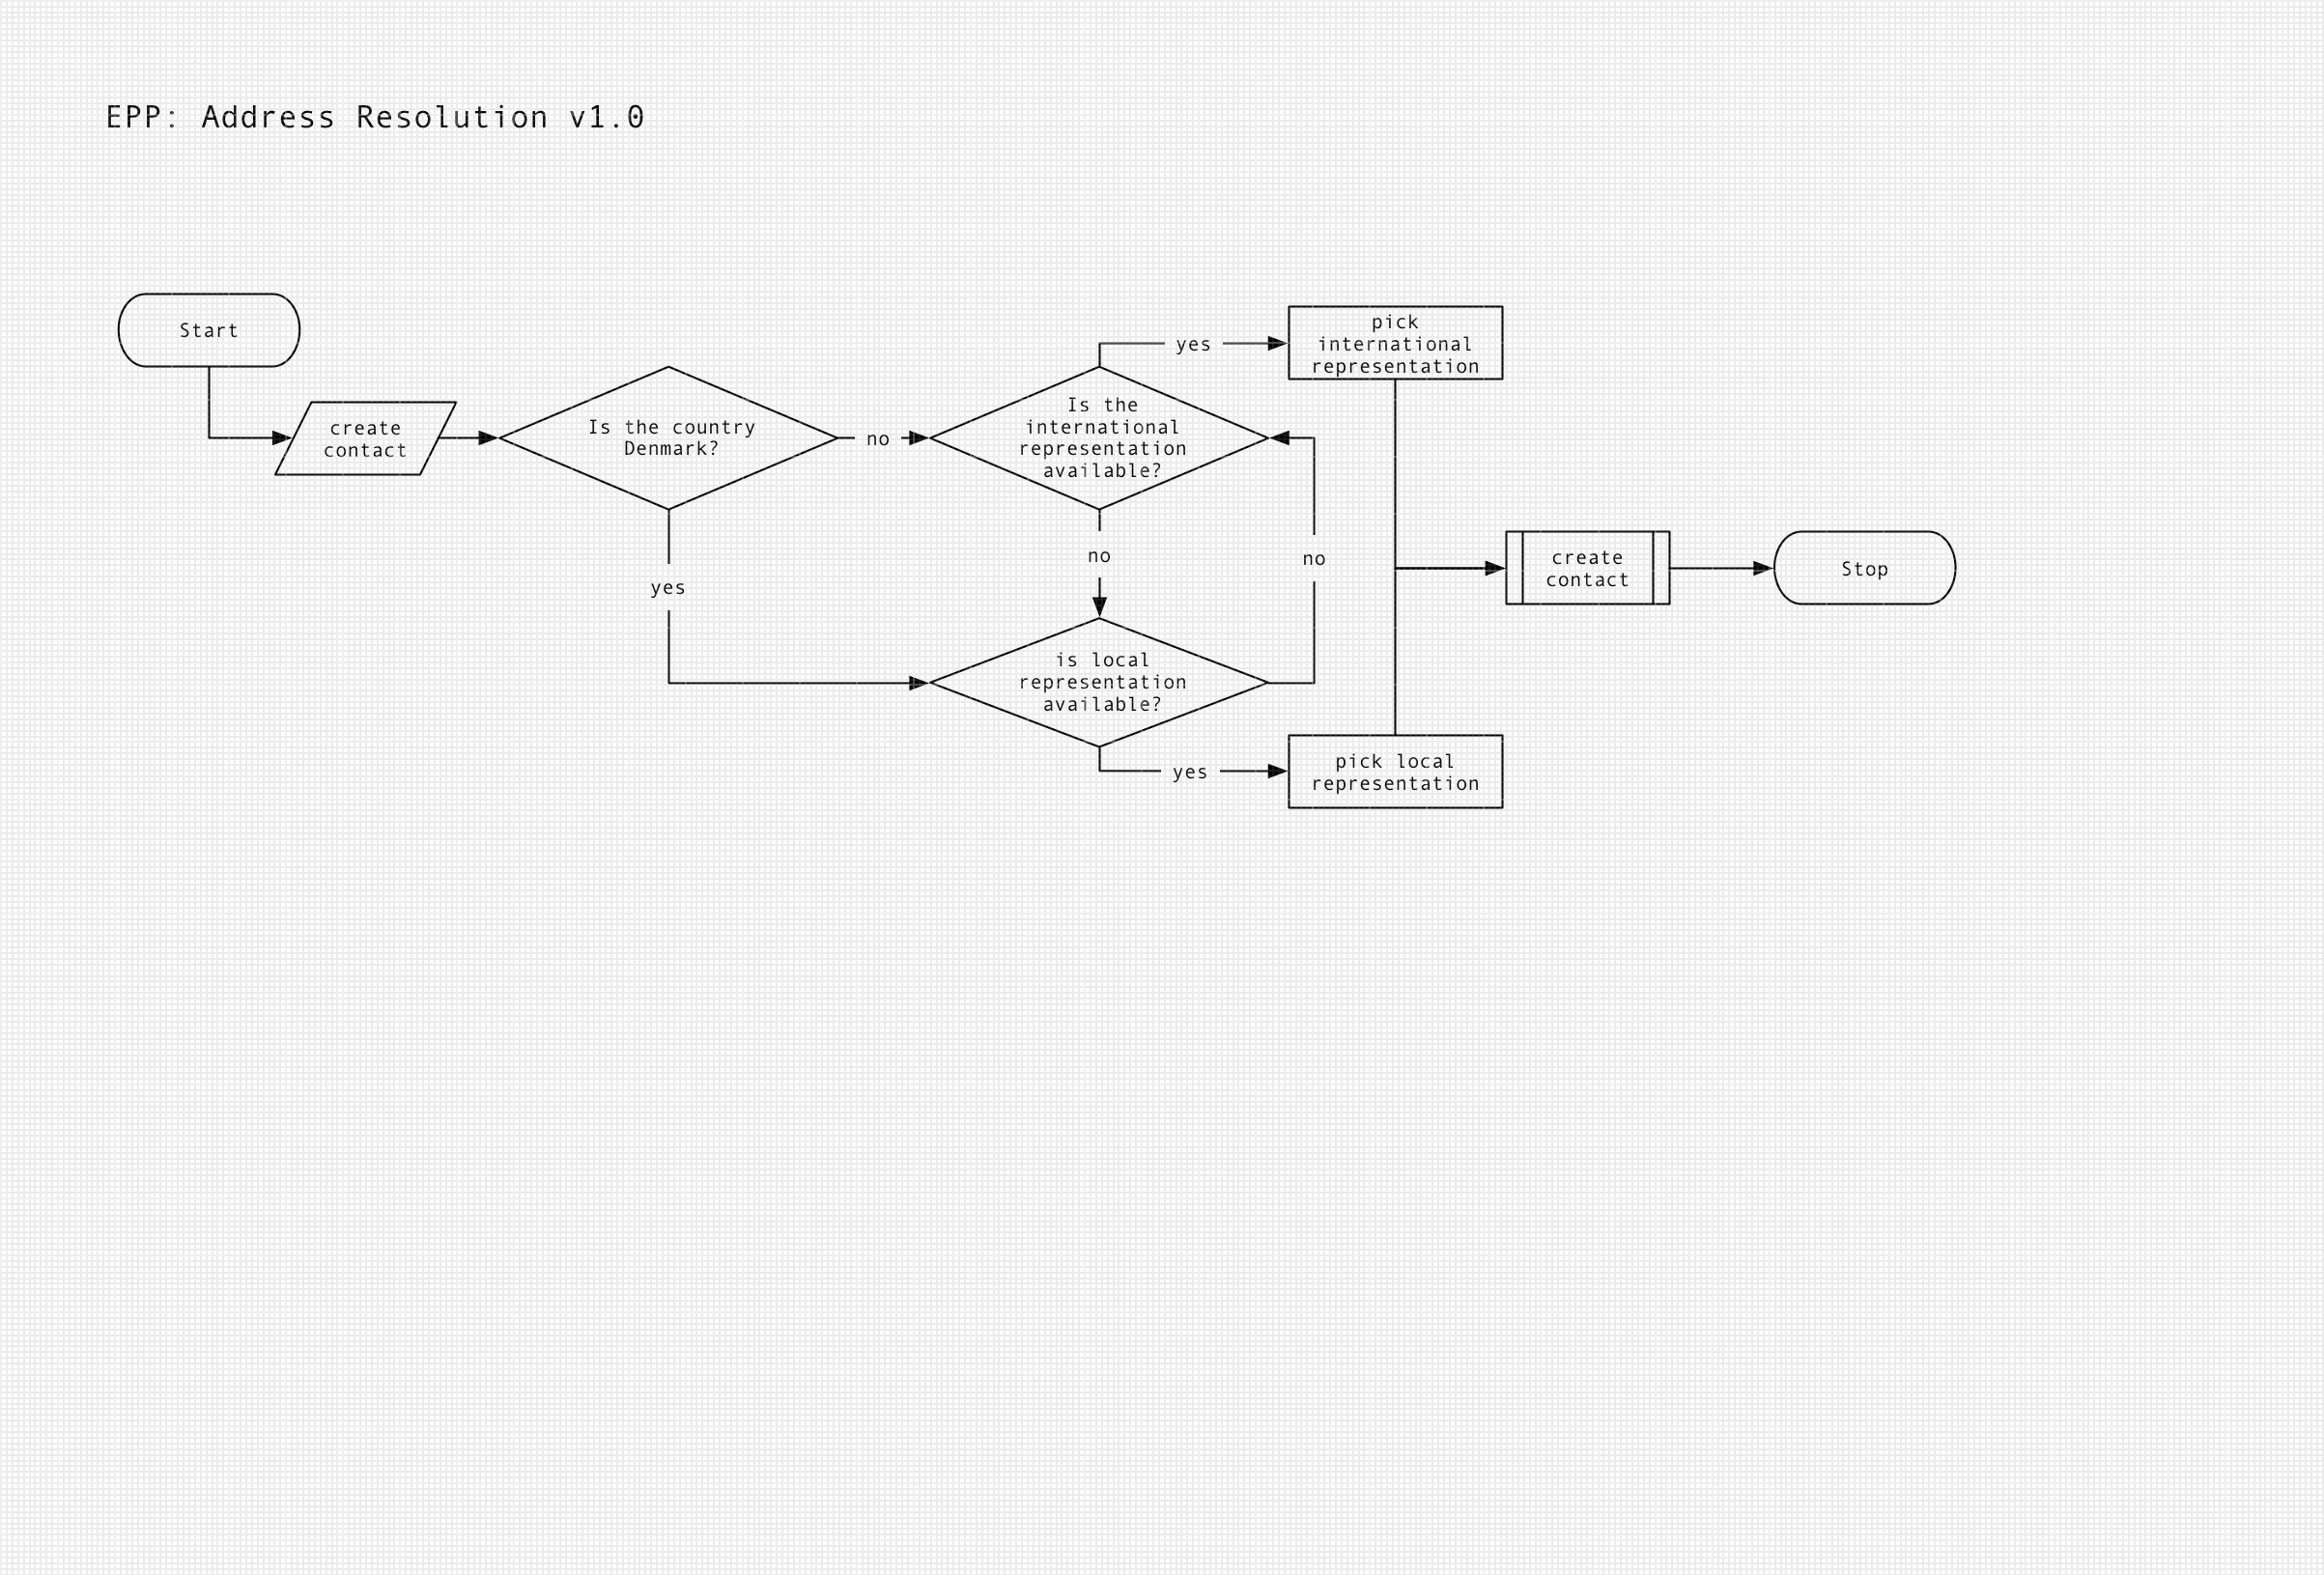 EPP: Address Resolution v1.0
Start
create
contact
Is the country
Denmark?
no
yes
Is the
international
representation
available?
yes
no
no
is local
representation
available?
yes
pick
international
representation
pick local
representation
create
contact
Stop